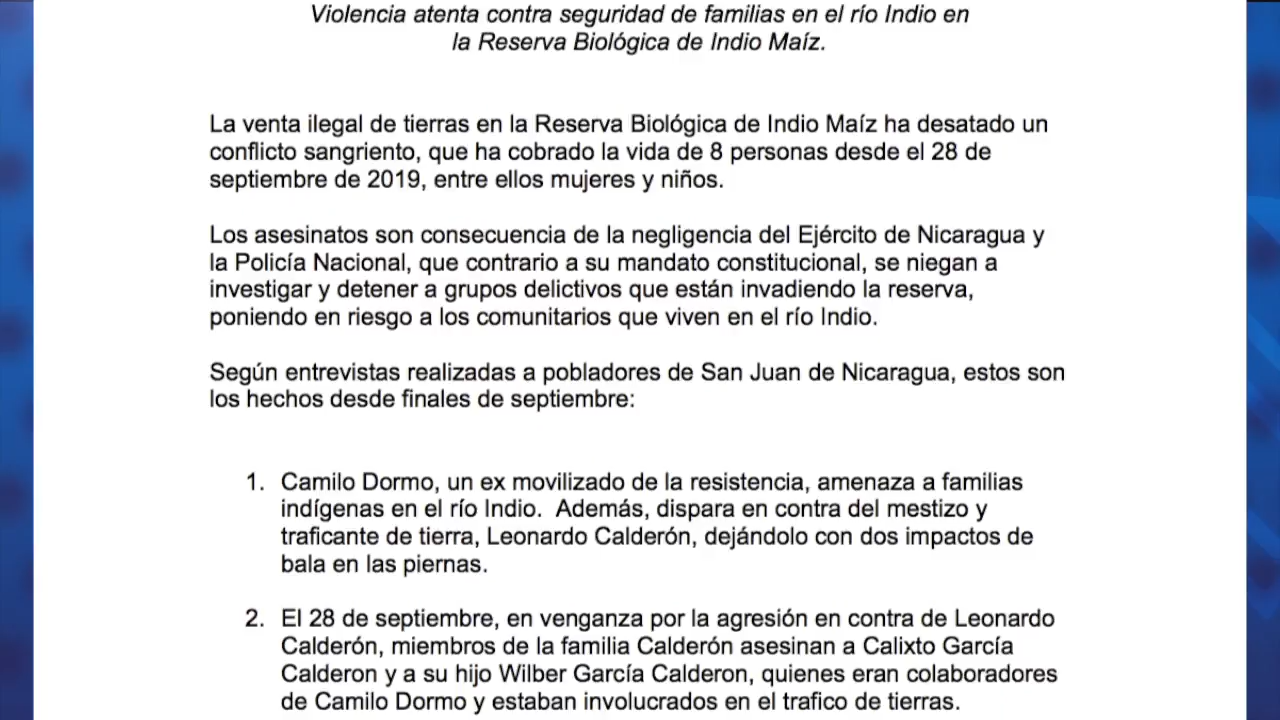 Violencia atenta contra seguridad de familias en el río Indio en
la Reserva Biológica de Indio Maíz.
La venta ilegal de tierras en la Reserva Biológica de Indio Maíz ha desatado un
conflicto sangriento, que ha cobrado la vida de 8 personas desde el 28 de
septiembre de 2019, entre ellos mujeres y niños.
Los asesinatos son consecuencia de la negligencia del Ejército de Nicaragua y
la Policía Nacional, que contrario a su mandato constitucional, se niegan a
investigar y detener a grupos delictivos que están invadiendo la reserva,
poniendo en riesgo a los comunitarios que viven en el río Indio.
Según entrevistas realizadas a pobladores de San Juan de Nicaragua, estos son
los hechos desde finales de septiembre:
1. Camilo Dormo, un ex movilizado de la resistencia, amenaza a familias
indígenas en el río Indio. Además, dispara en contra del mestizo y
traficante de tierra, Leonardo Calderón, dejándolo con dos impactos de
bala en las piernas.
2. El 28 de septiembre, en venganza por la agresión en contra de Leonardo
Calderón, miembros de la familia Calderón asesinan a Calixto García
Calderon y a su hijo Wilber García Calderon, quienes eran colaboradores
de Camilo Dormo y estaban involucrados en el trafico de tierras.